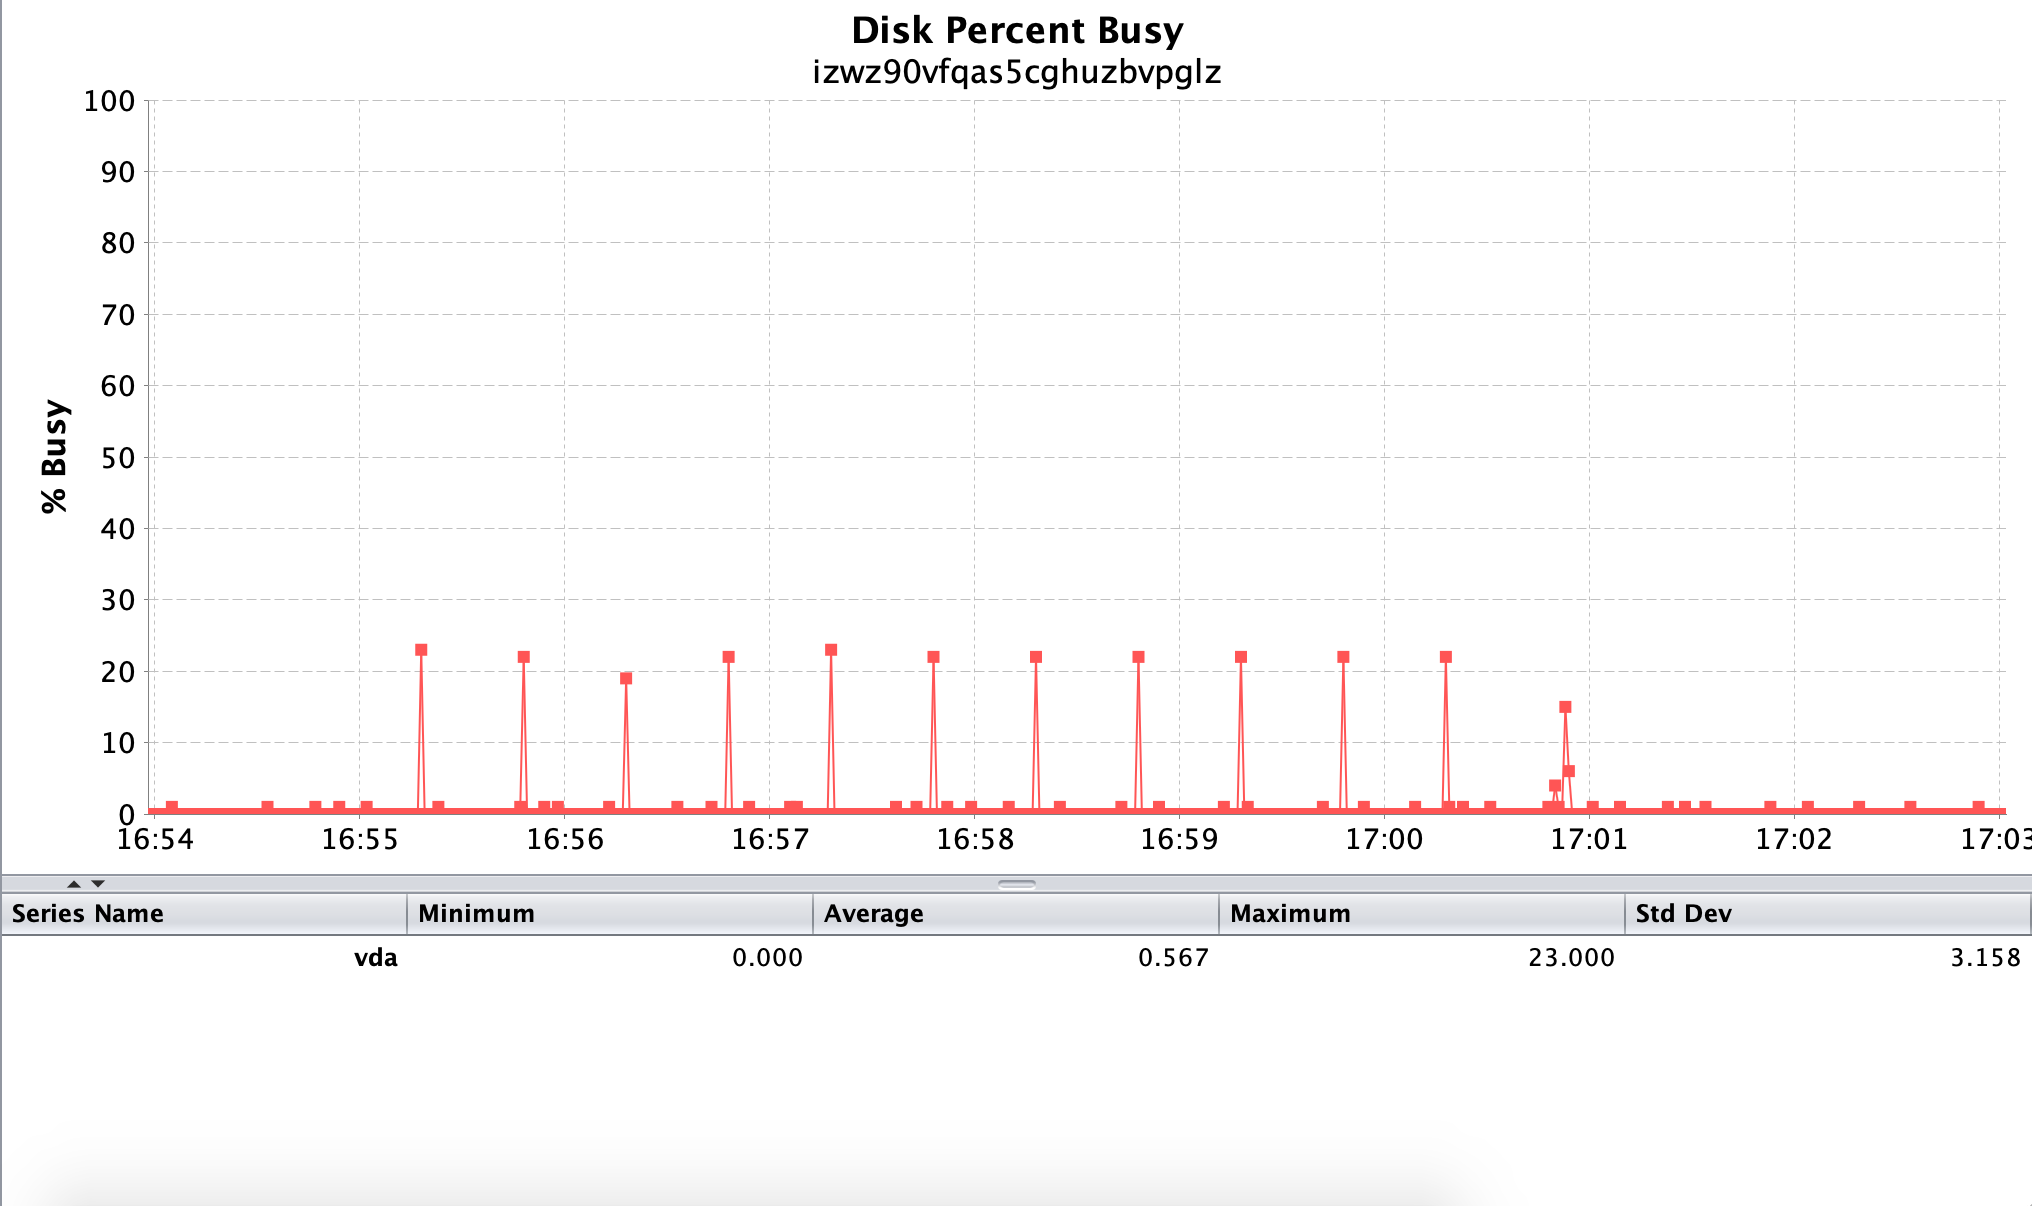 Disk Percent Busy
izwz90vfqas5cghuzbvpglz
% Busy
100
90
80
70
60
50
40
30
20
10
0
16:54 16:55 16:56 16:57 16:58 16:59 17:00 17:01 17:02 17:03
Series Name Minimum Average Maximum Std Dev
vda 0.000 0.567 23.000 3.158